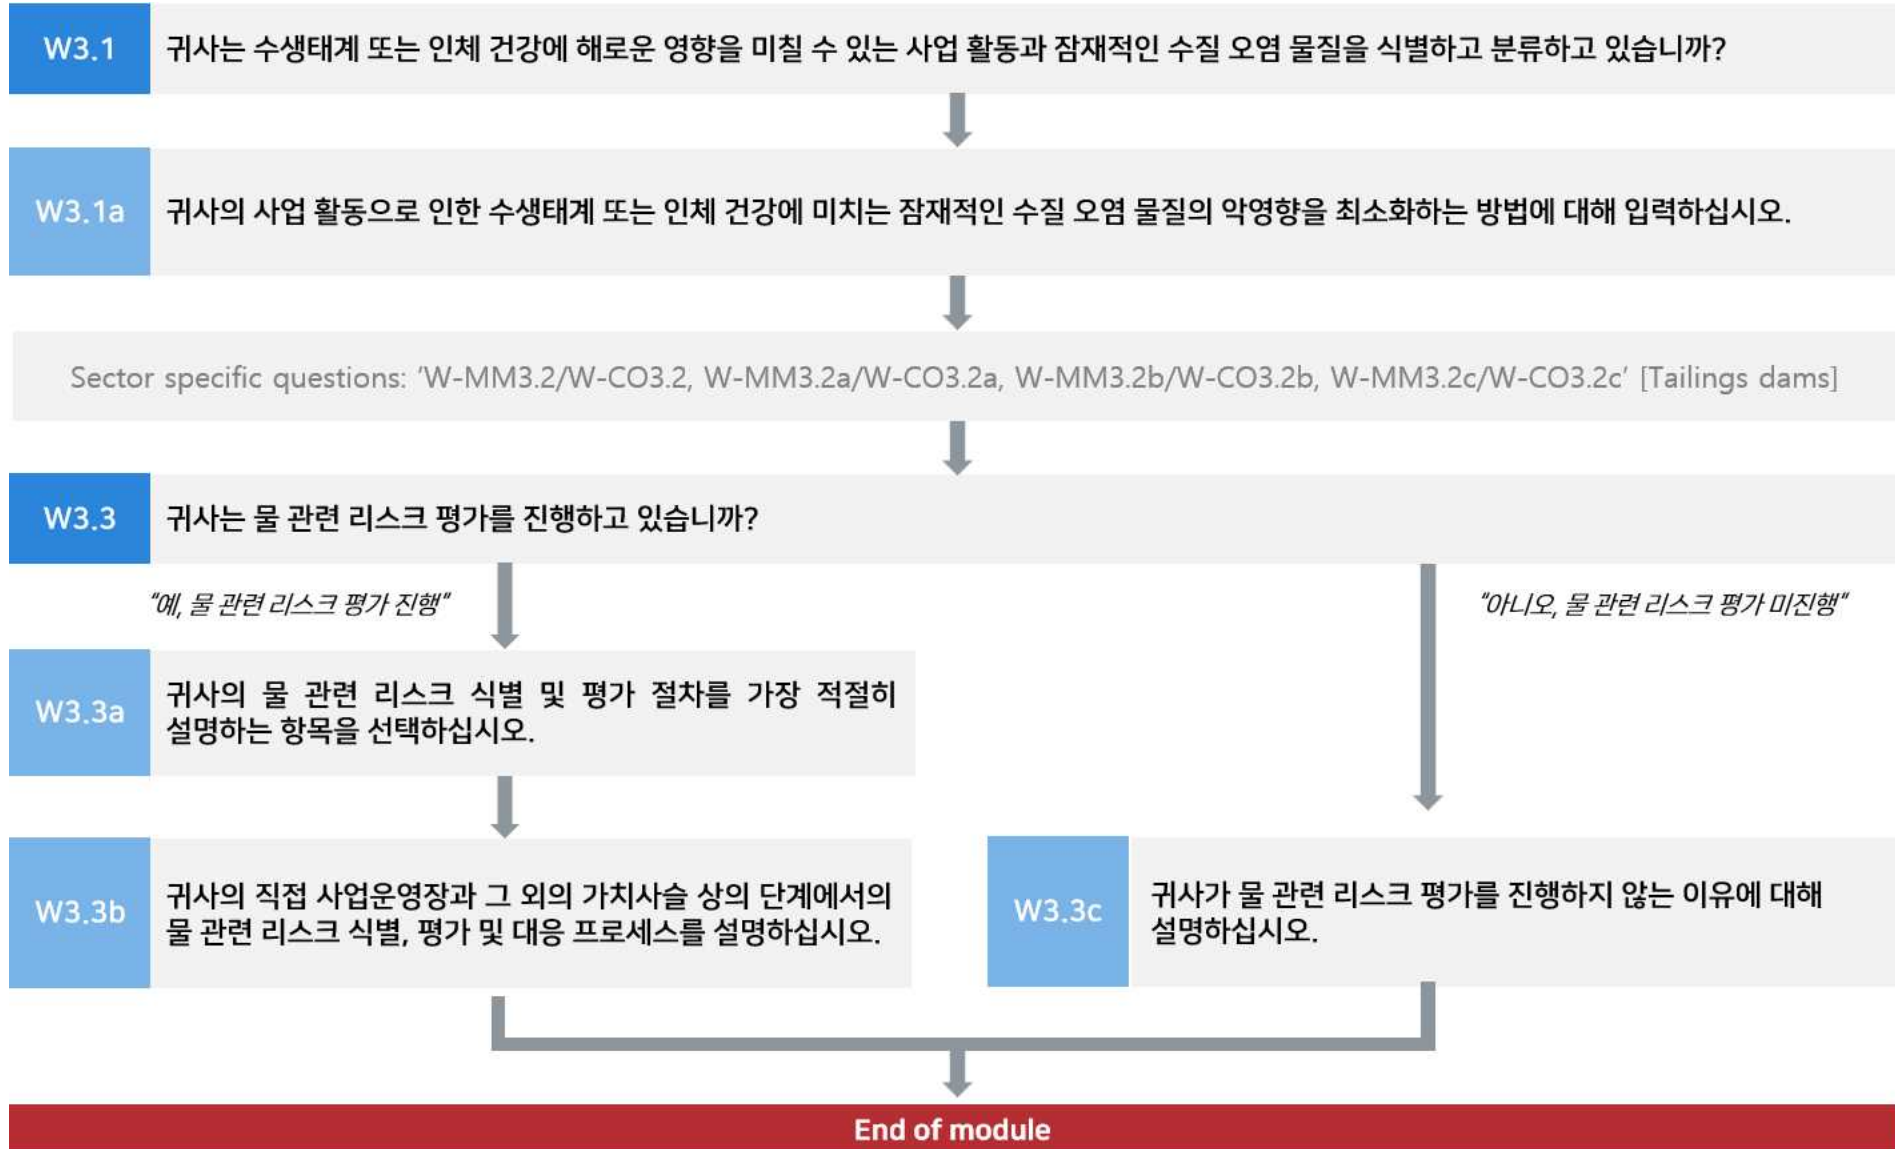 W3.1 귀사는 수생태계 또는 인체 건강에 해로운 영향을 미칠 수 있는 사업 활동과 잠재적인 수질 오염 물질을 식별하고 분류하고 있습니까?
W3.1a 귀사의 사업 활동으로 인한 수생태계 또는 인체 건강에 미치는 잠재적인 수질 오염 물질의 악영향을 최소화하는 방법에 대해 입력하십시오.
Sector specific questions: ‘W-MM3.2/W-CO3.2, W-MM3.2a/W-CO3.2a, W-MM3.2b/W-CO3.2b, W-MM3.2c/W-CO3.2c’ [Tailings dams]
W3.3 귀사는 물 관련 리스크 평가를 진행하고 있습니까?
“예, 물 관련 리스크 평가 진행“
“아니오, 물 관련 리스크 평가 미진행“
W3.3a
귀사의 물 관련 리스크 식별 및 평가 절차를 가장 적절히
설명하는 항목을 선택하십시오.
W3.3b
귀사의 직접 사업운영장과 그 외의 가치사슬 상의 단계에서의
물 관련 리스크 식별, 평가 및 대응 프로세스를 설명하십시오.
W3.3c
귀사가 물 관련 리스크 평가를 진행하지 않는 이유에 대해
설명하십시오.
End of module